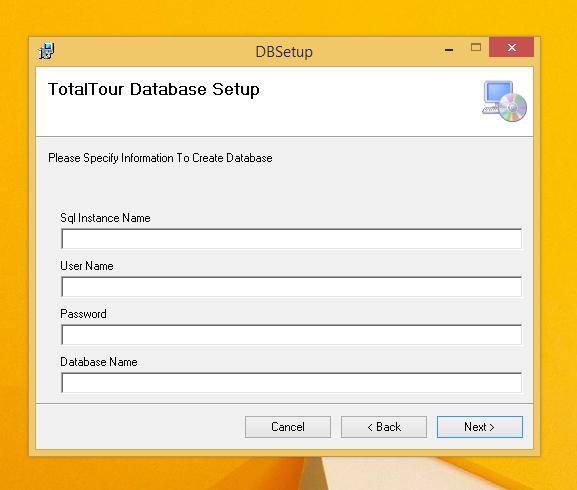 DBSetup
TotalTour Database Setup
Please Specify Information To Create Database
Sql Instance Name
User Name
Password
Database Name
Cancel
< Back
Next >